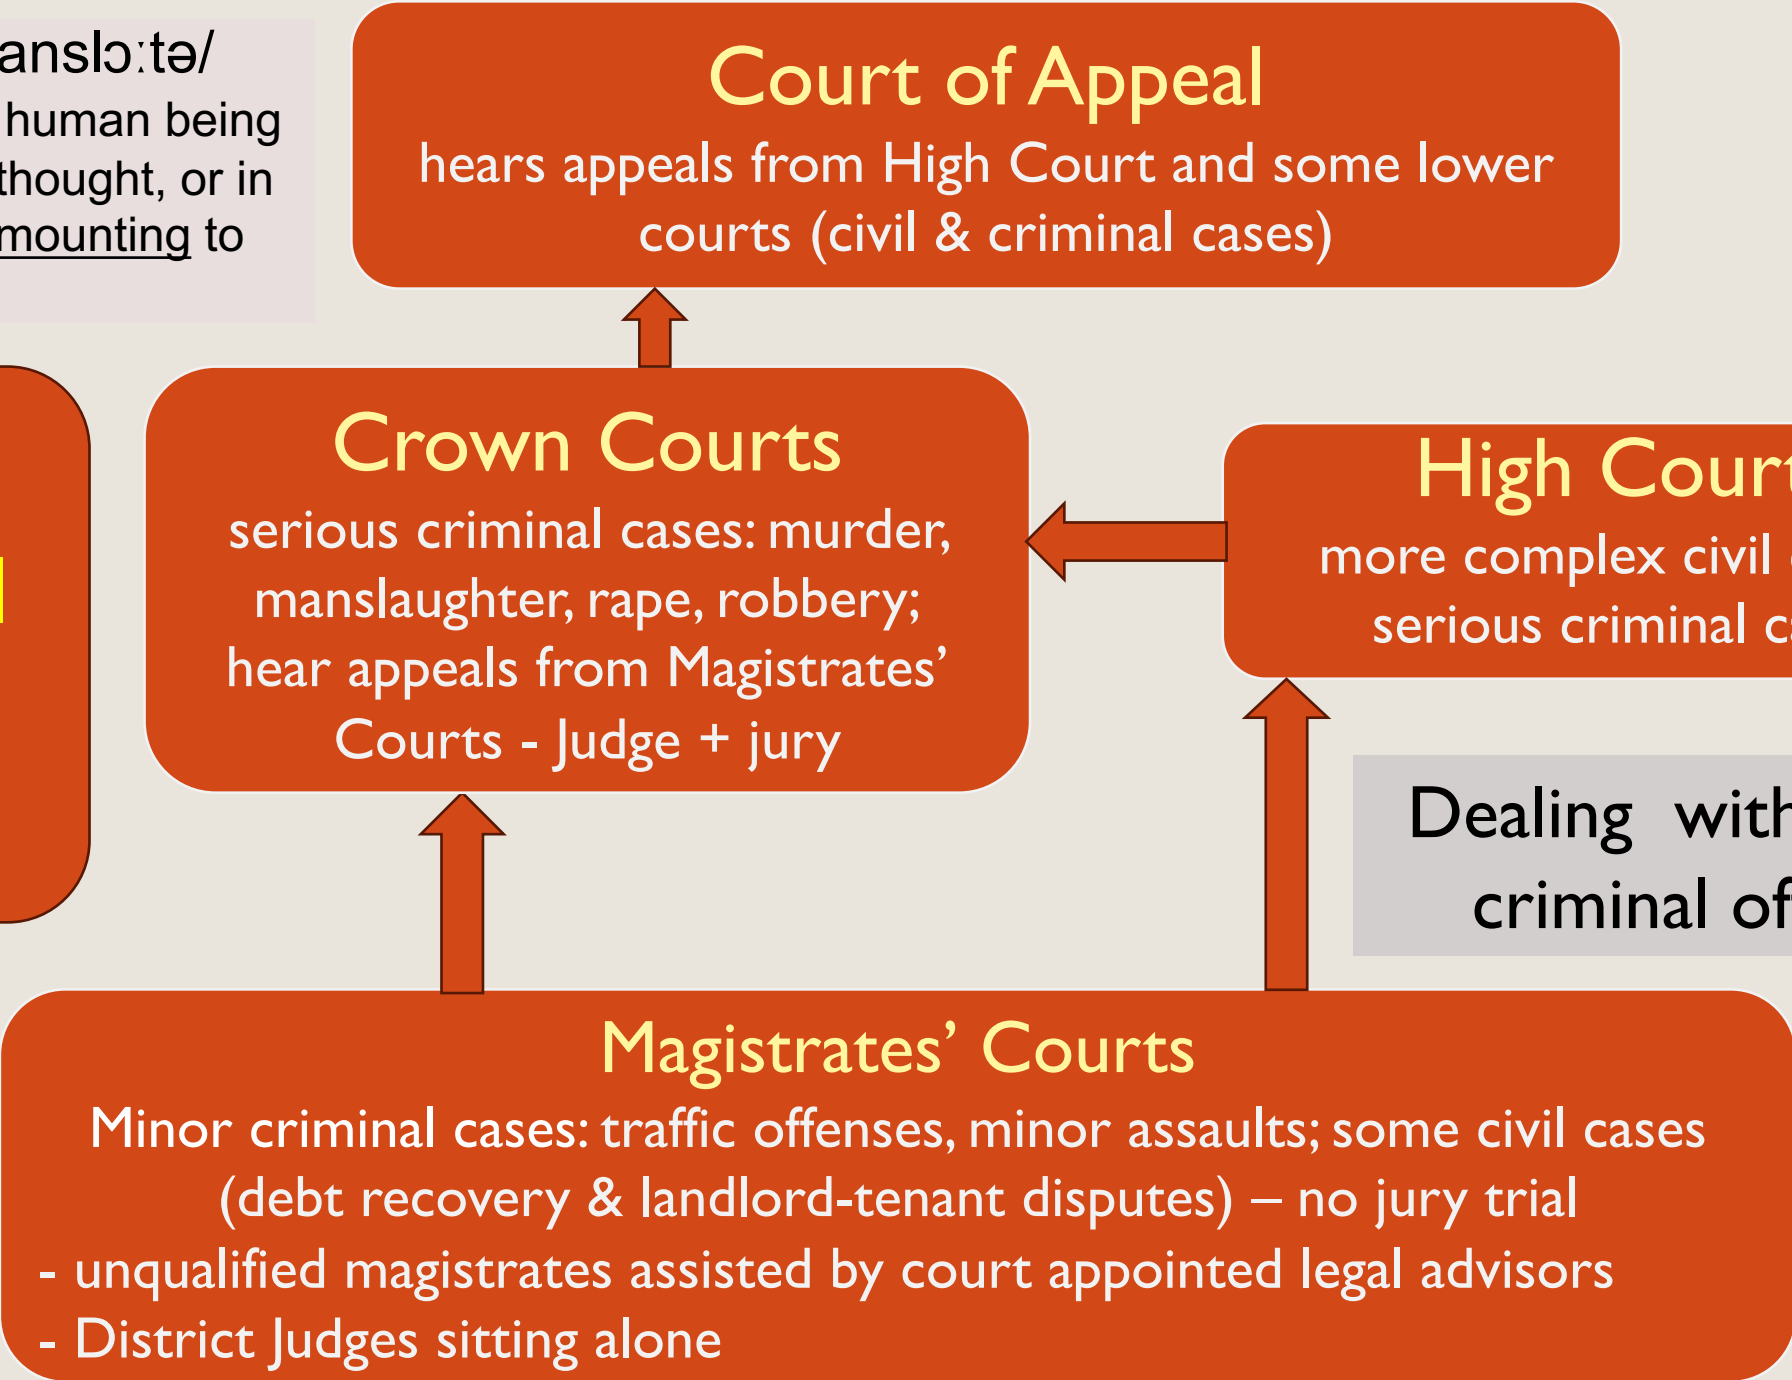 human being
thought, or in
to
Court of Appeal
hears appeals from High Court and some lower
courts (civil & criminal cases)
Crown Courts
serious criminal cases: murder,
manslaughter, rape, robbery;
hear appeals from Magistrates’
Courts - Judge + jury
High Court
more complex civil
serious criminal
Dealing with
criminal
Magistrates’ Courts
Minor criminal cases: traffic offenses, minor assaults; some civil cases
(debt recovery & landlord-tenant disputes) – no jury trial
- unqualified magistrates assisted by court appointed legal advisors
- District Judges sitting alone